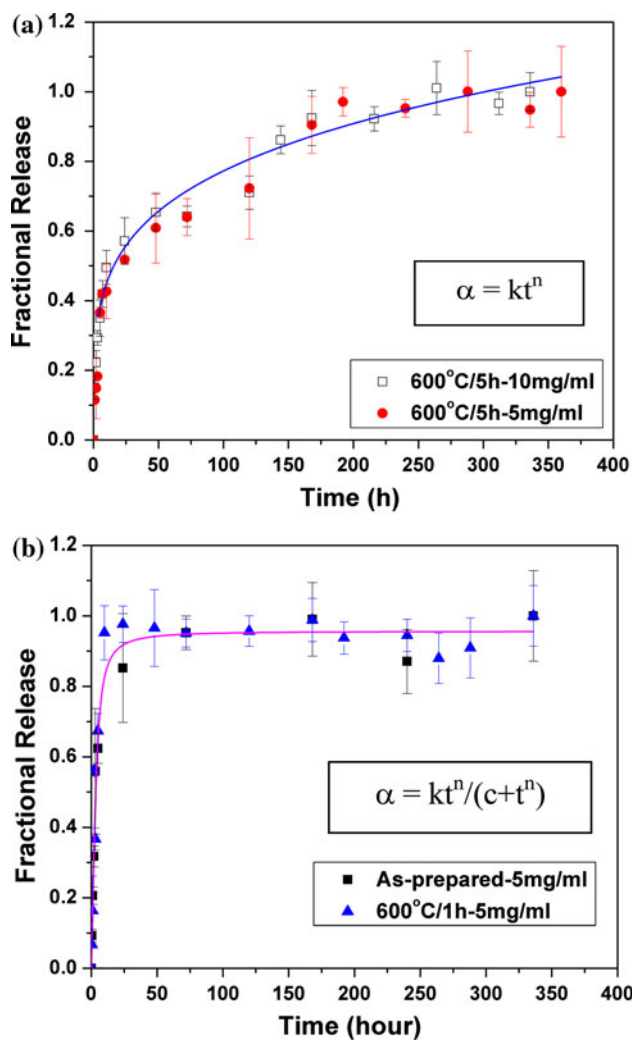 (a)
1.2
1.0
0.8
0.6
0.4
0.2
0.0
Fractional Release
α = ktⁿ
600°C/5h-10mg/ml
600°C/5h-5mg/ml
0 50 100 150 200 250 300 350 400
Time (h)
(b)
1.2
1.0
0.8
0.6
0.4
0.2
0.0
Fractional Release
α = ktⁿ/(c+tⁿ)
As-prepared-5mg/ml
600°C/1h-5mg/ml
0 50 100 150 200 250 300 350 400
Time (hour)